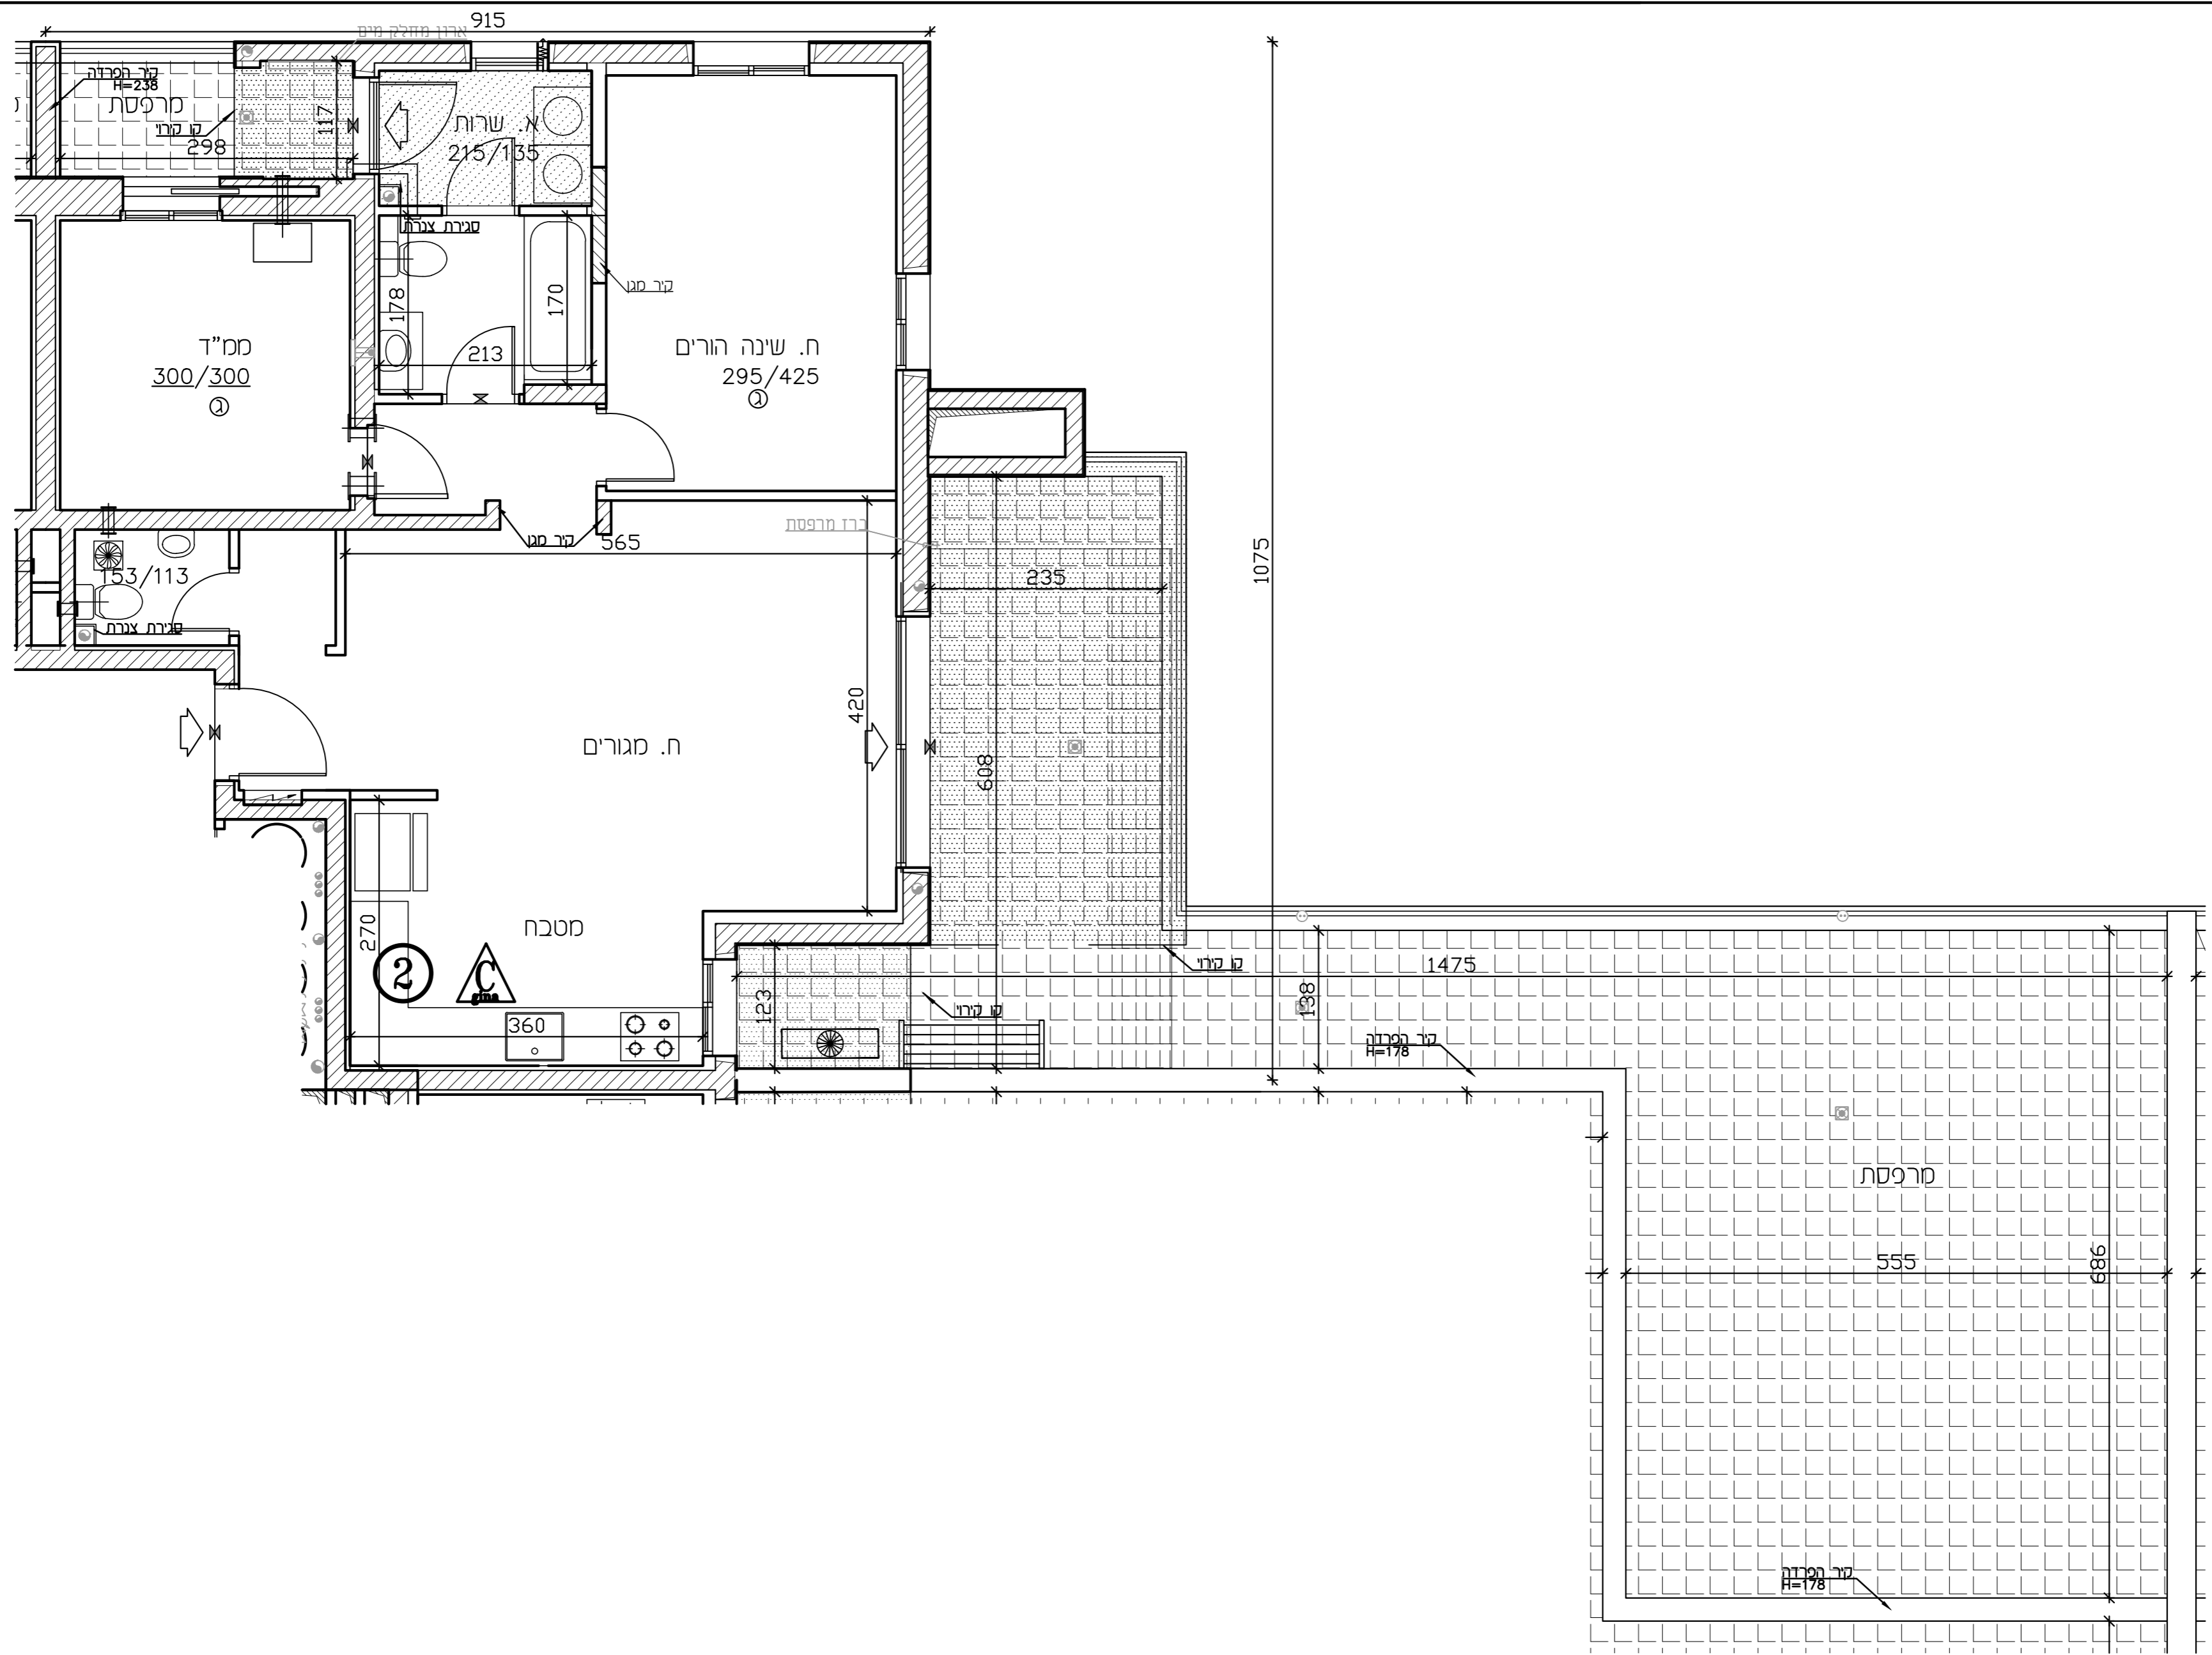 915
ארון מחלק מים
קיר הפרדה
H=238
מרפסת
קו קירוי
298
117
א. שרות
215/135
סגירת צנרת
178
170
213
קיר מגן
ממ"ד
300/300
ג
ח. שינה הורים
295/425
ג
קיר מגן
565
ברז מרפסת
235
1075
153/113
סגירת צנרת
420
608
ח. מגורים
מטבח
270
2
C
gina
360
123
קו קירוי
קו קירוי
138
1475
קיר הפרדה
H=178
מרפסת
555
686
קיר הפרדה
H=178